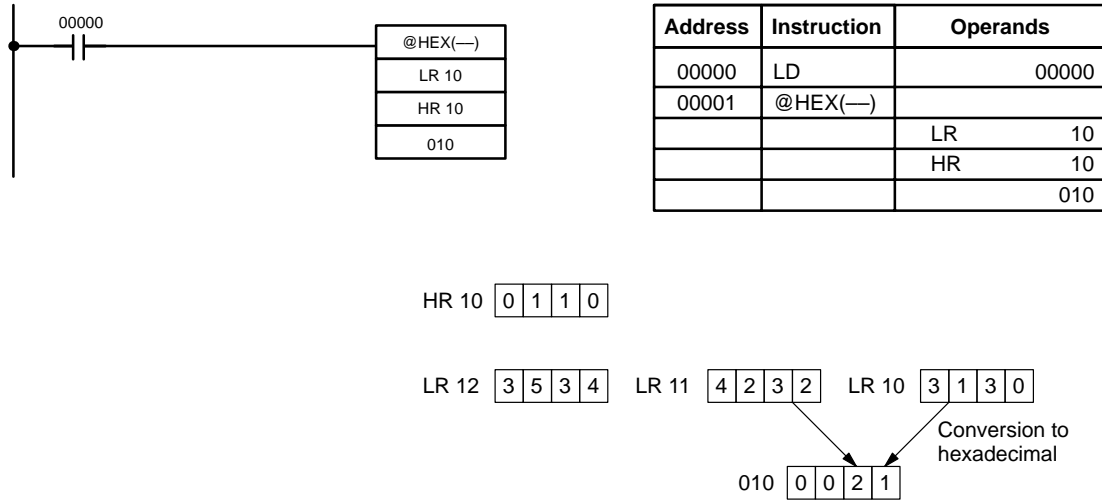 00000
@HEX(––)
LR 10
HR 10
010
Address Instruction Operands
00000 LD 00000
00001 @HEX(––)
LR 10
HR 10
010
HR 10 0 1 1 0
LR 12 3 5 3 4 LR 11 4 2 3 2 LR 10 3 1 3 0
Conversion to
hexadecimal
010 0 0 2 1